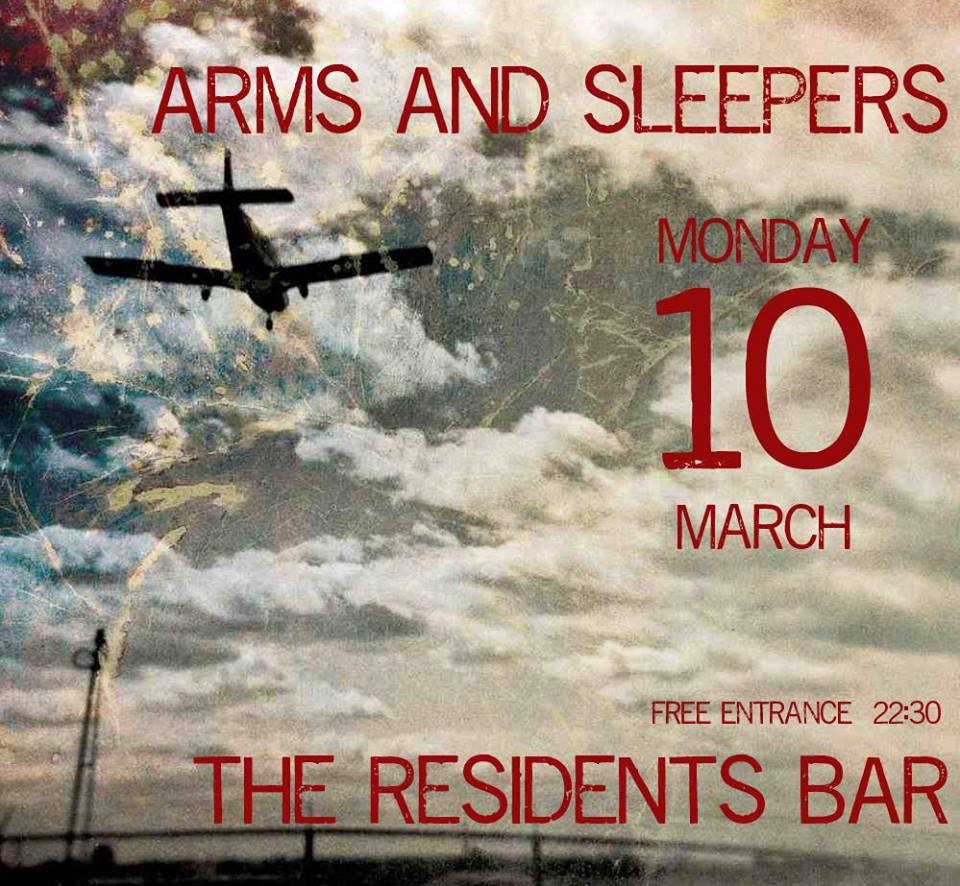 ARMS AND SLEEPERS
MONDAY
10
MARCH
FREE ENTRANCE 22:30
THE RESIDENTS BAR